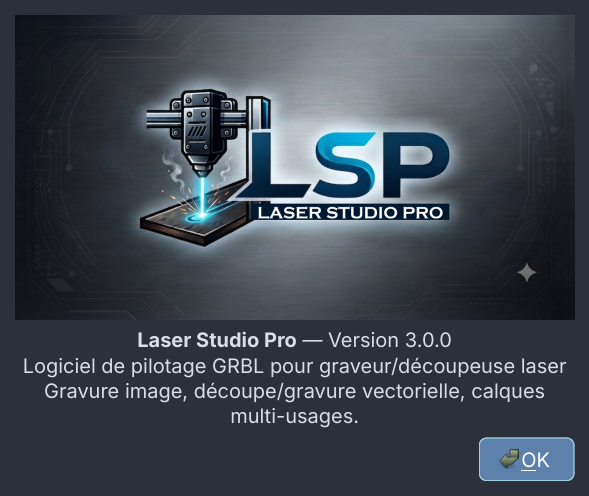 LSP
LASER STUDIO PRO
Laser Studio Pro — Version 3.0.0
Logiciel de pilotage GRBL pour graveur/découpeuse laser
Gravure image, découpe/gravure vectorielle, calques
multi-usages.
OK